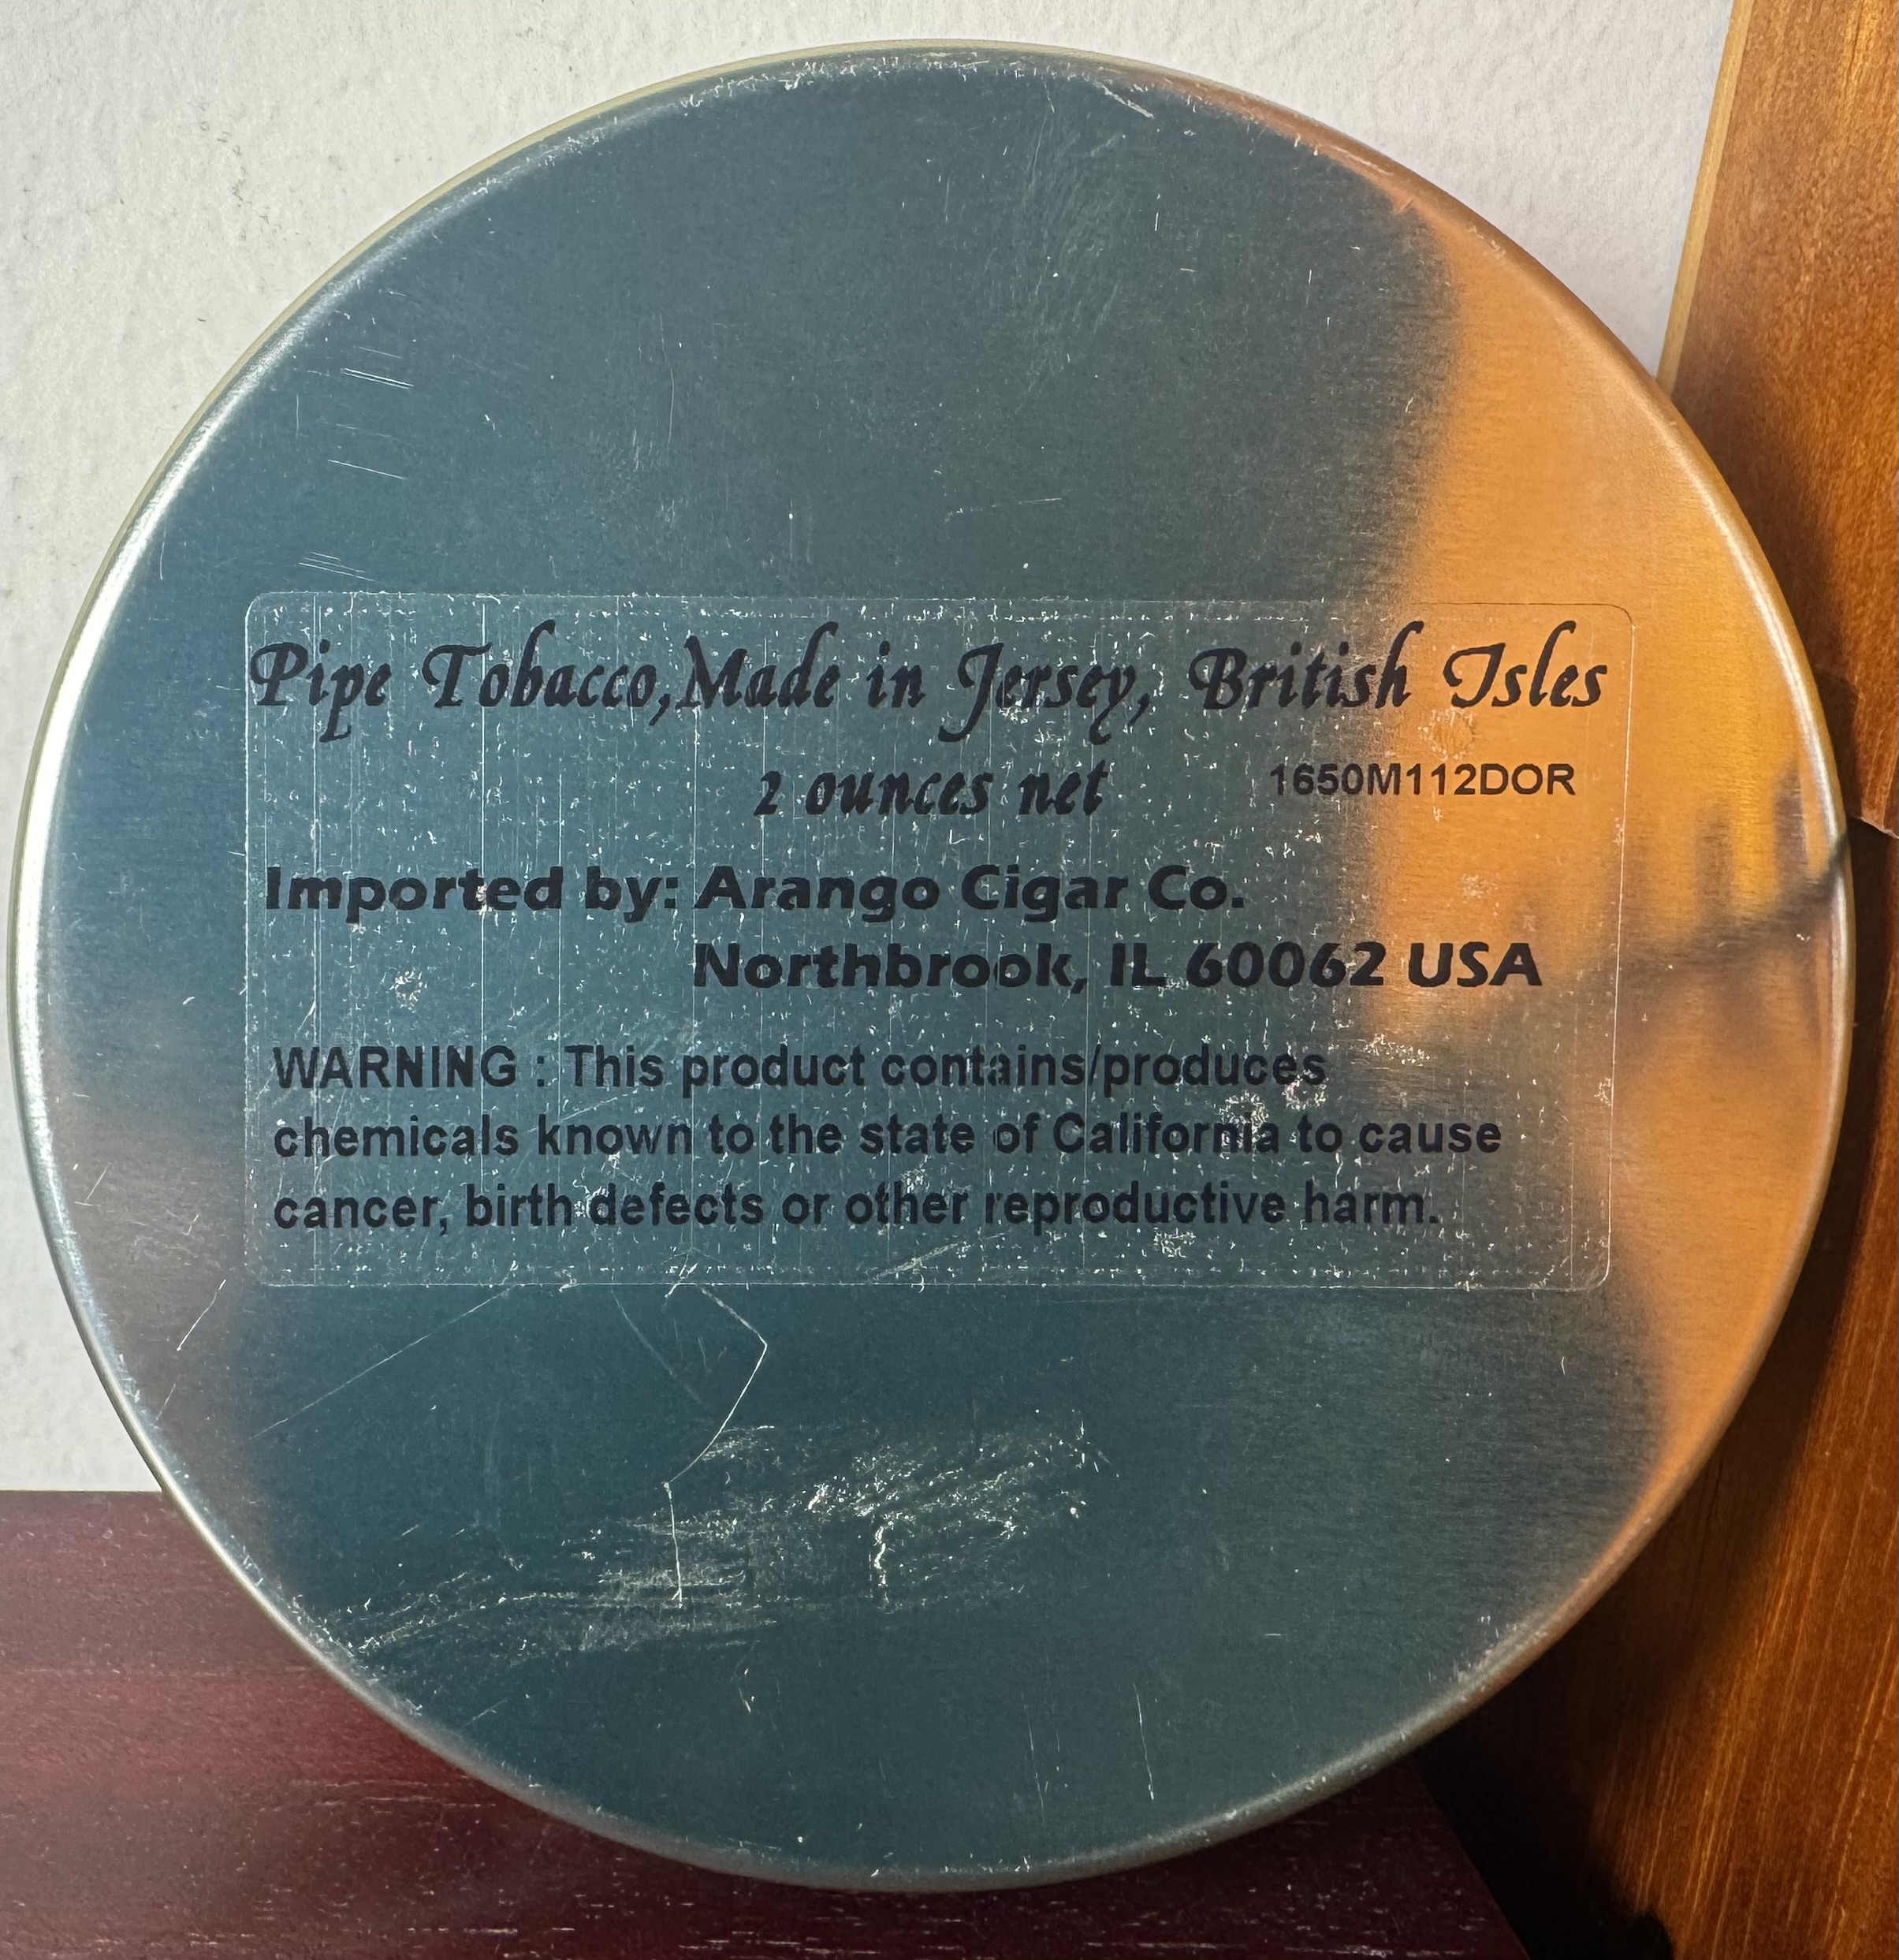 Pipe Tobacco,Made in Jersey, British Isles
2 ounces net 1650M112DOR
Imported by: Arango Cigar Co.
Northbrook, IL 60062 USA
WARNING : This product contains/produces
chemicals known to the state of California to cause
cancer, birth defects or other reproductive harm.